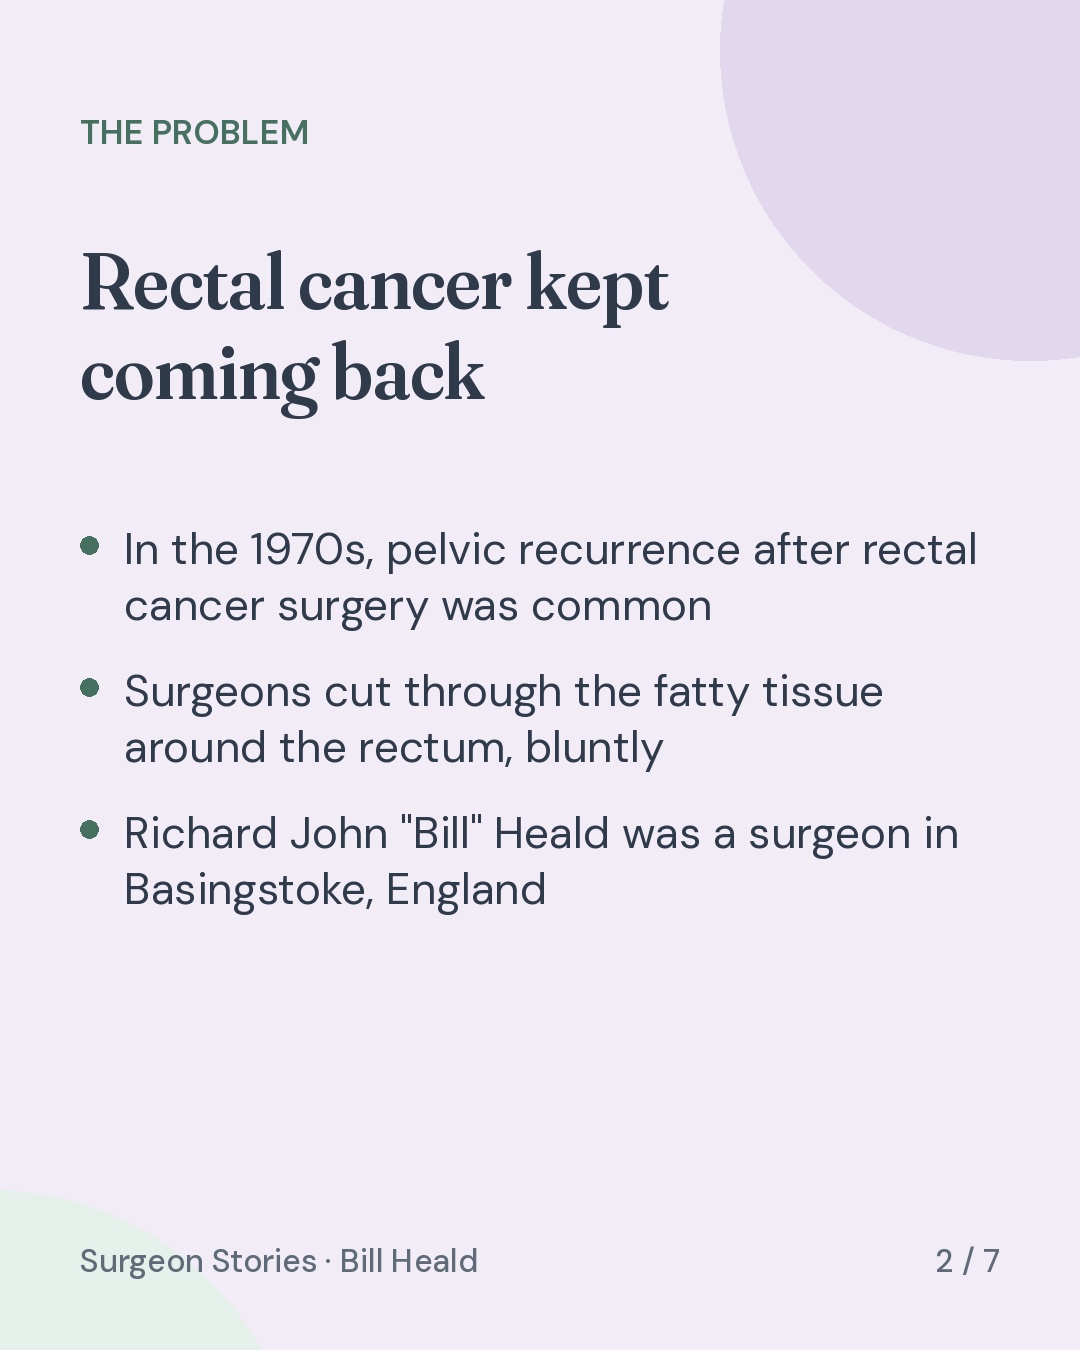 THE PROBLEM
Rectal cancer kept
coming back
In the 1970s, pelvic recurrence after rectal
cancer surgery was common
Surgeons cut through the fatty tissue
around the rectum, bluntly
Richard John "Bill" Heald was a surgeon in
Basingstoke, England
Surgeon Stories · Bill Heald
2 / 7